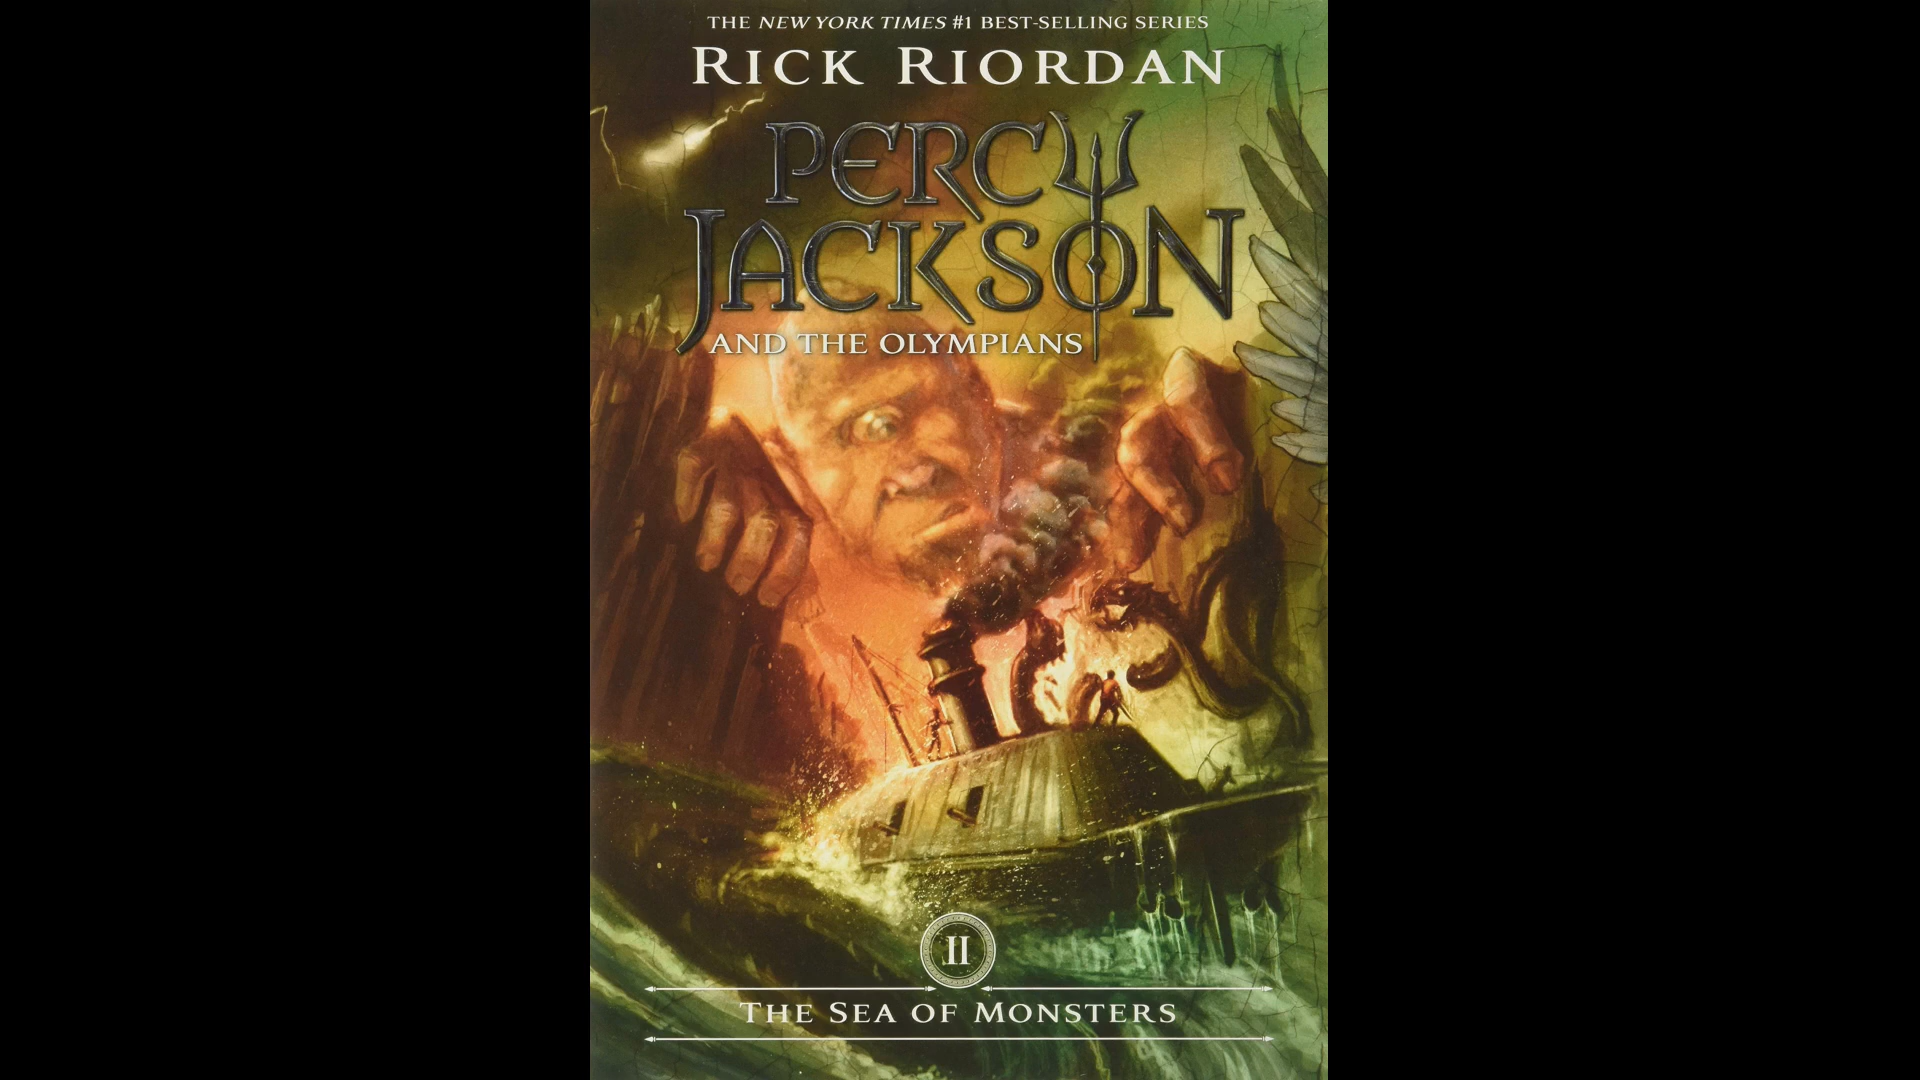 THE NEW YORK TIMES #1 BEST-SELLING SERIES
RICK RIORDAN
PERCY
JACKSON
AND THE OLYMPIANS
II
THE SEA OF MONSTERS